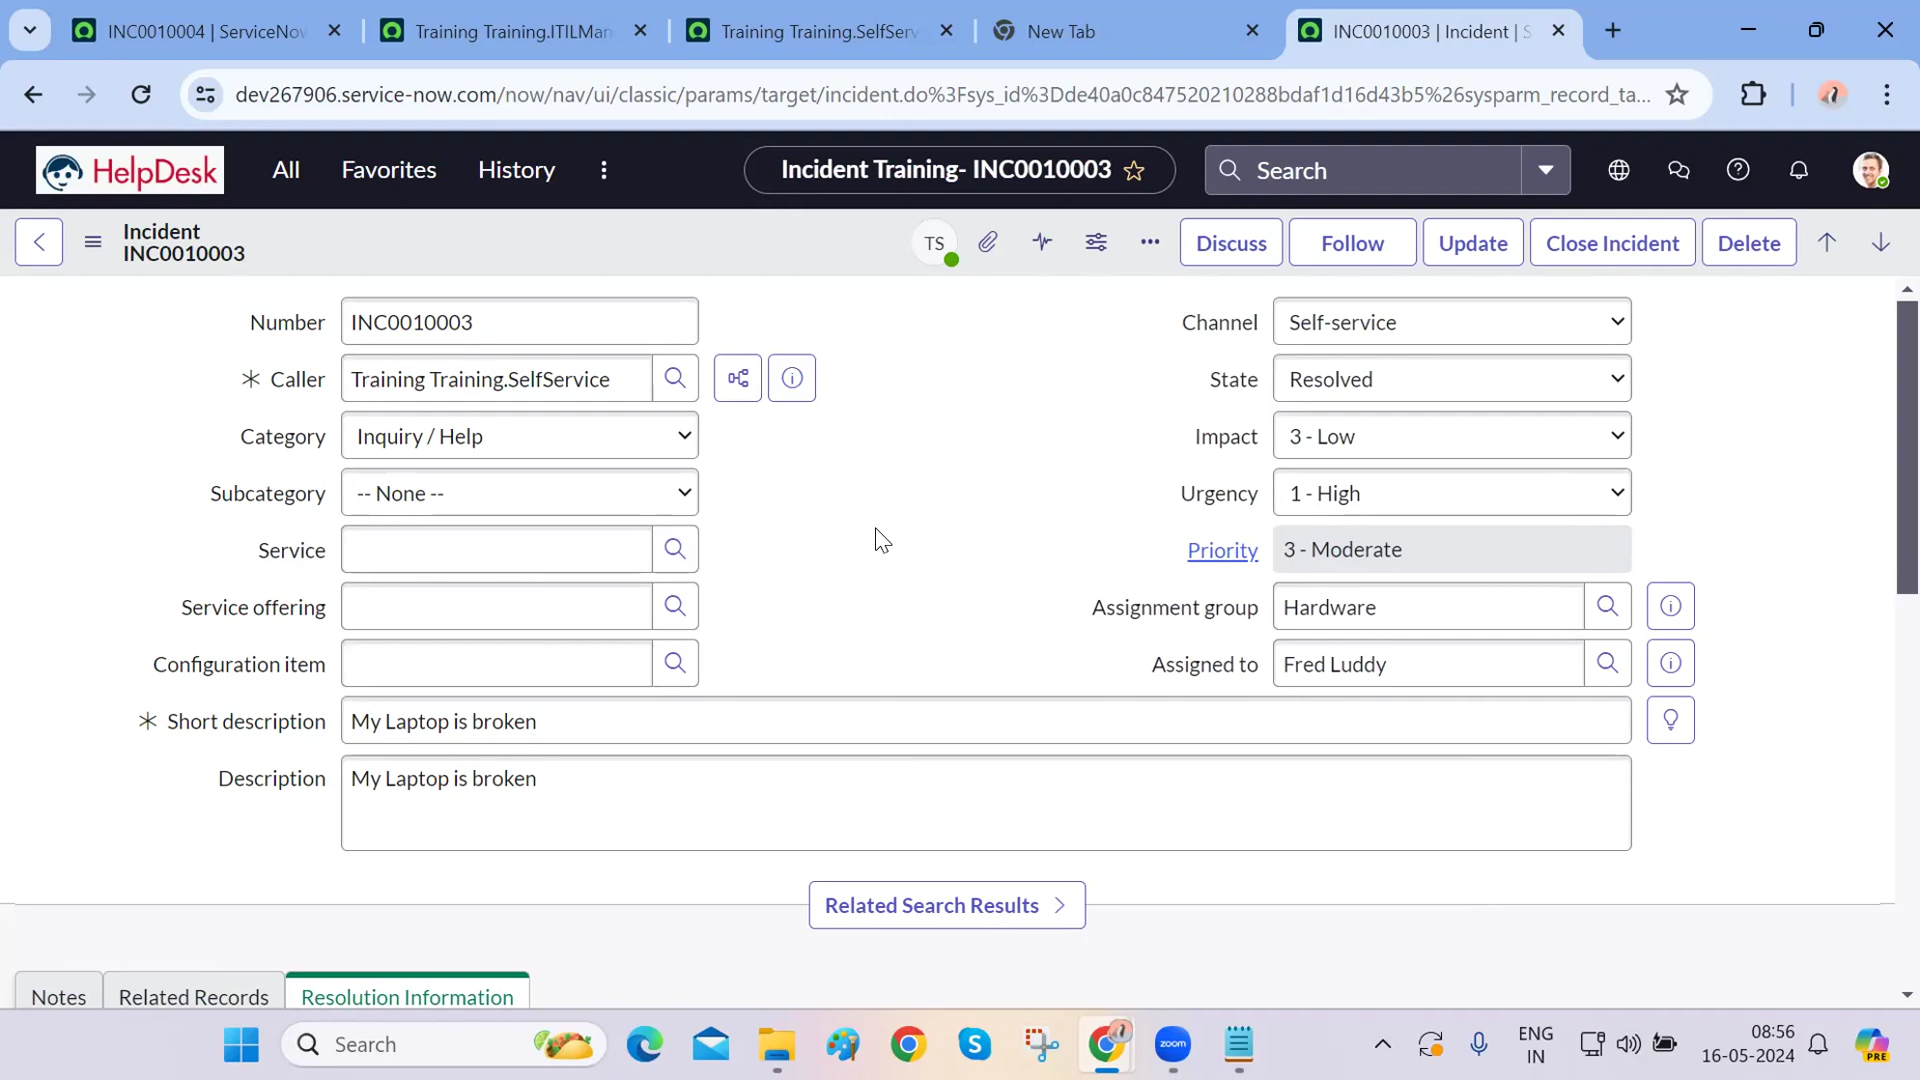 INC0010004 | ServiceNow
Training Training.ITILMan
Training Training.SelfServ
New Tab
INC0010003 | Incident | S
dev267906.service-now.com/now/nav/ui/classic/params/target/incident.do%3Fsys_id%3Dde40a0c847520210288bdaf1d16d43b5%26sysparm_record_ta...
HelpDesk
All
Favorites
History
Incident Training- INC0010003
Search
Incident
INC0010003
TS
Discuss
Follow
Update
Close Incident
Delete
Number
INC0010003
Channel
Self-service
Caller
Training Training.SelfService
State
Resolved
Category
Inquiry / Help
Impact
3 - Low
Subcategory
-- None --
Urgency
1 - High
Service
Priority
3 - Moderate
Service offering
Assignment group
Hardware
Configuration item
Assigned to
Fred Luddy
Short description
My Laptop is broken
Description
My Laptop is broken
Related Search Results
Notes
Related Records
Resolution Information
Search
zoom
ENG
IN
08:56
16-05-2024
PRE